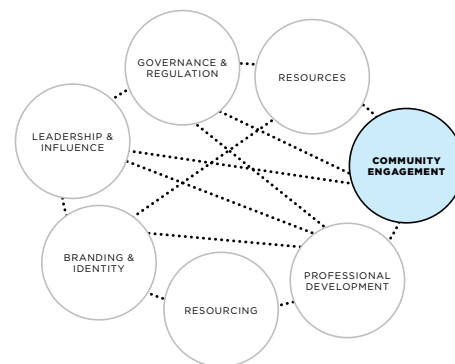 GOVERNANCE &
REGULATION
RESOURCES
LEADERSHIP &
INFLUENCE
COMMUNITY
ENGAGEMENT
BRANDING &
IDENTITY
PROFESSIONAL
DEVELOPMENT
RESOURCING